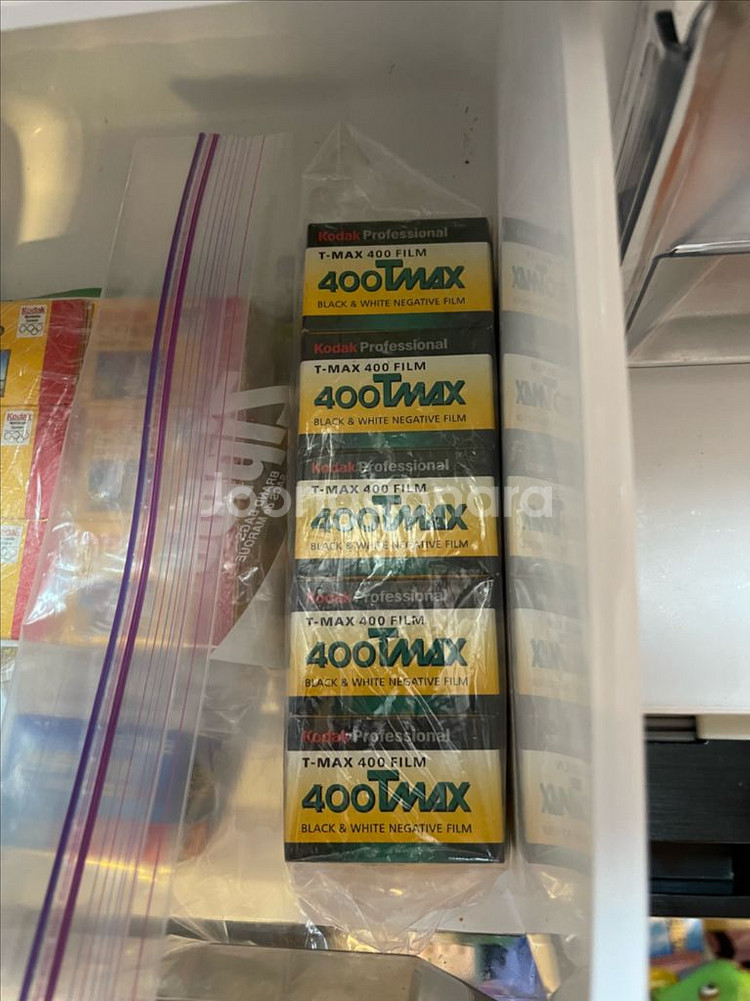 Kodak Professional
T-MAX 400 FILM
400TMAX
BLACK & WHITE NEGATIVE FILM
Kodak Professional
T-MAX 400 FILM
400TMAX
BLACK & WHITE NEGATIVE FILM
Kodak Professional
T-MAX 400 FILM
400TMAX
BLACK & WHITE NEGATIVE FILM
Kodak Professional
T-MAX 400 FILM
400TMAX
BLACK & WHITE NEGATIVE FILM
Kodak Professional
T-MAX 400 FILM
400TMAX
BLACK & WHITE NEGATIVE FILM
Kodak
Kodak